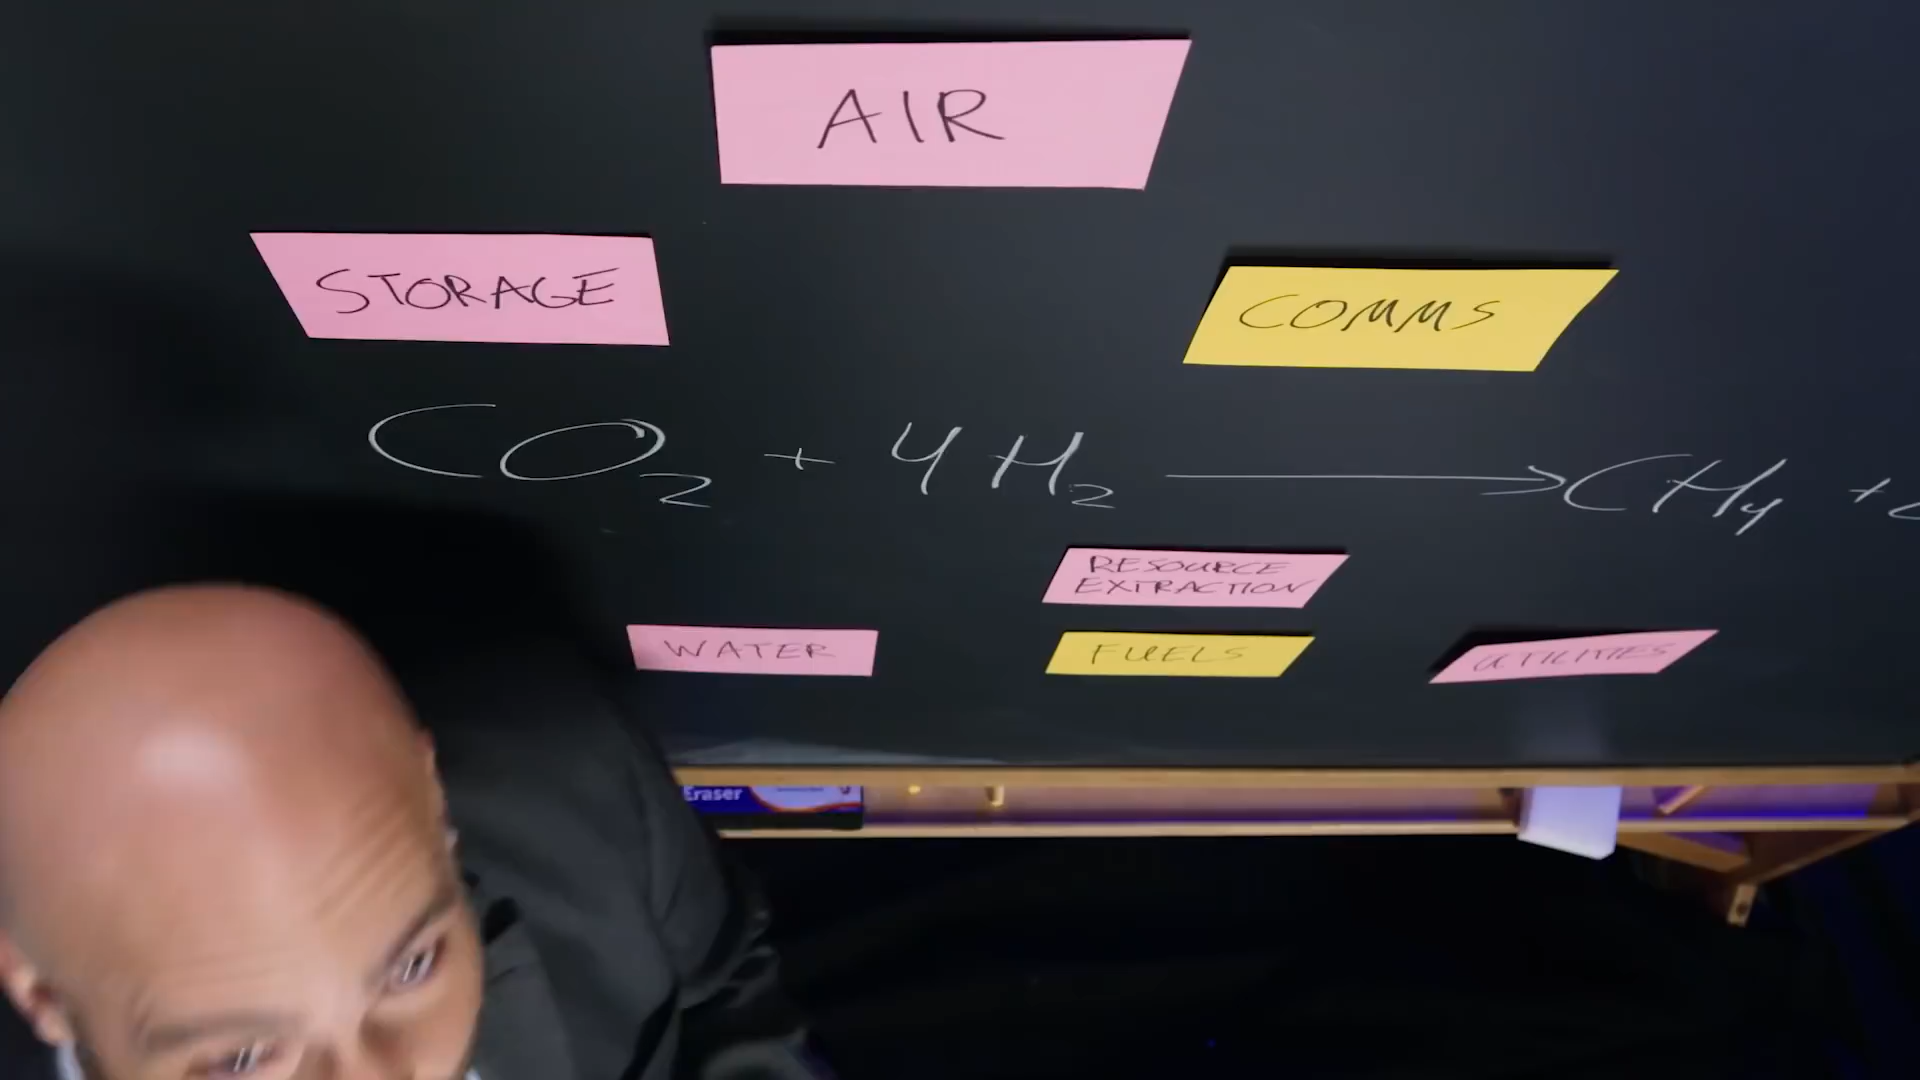 AIR
STORAGE
COMMS
CO₂ + 4H₂ → CH₄ +
RESOURCE
EXTRACTION
WATER
FUELS
UTILITIES
Eraser